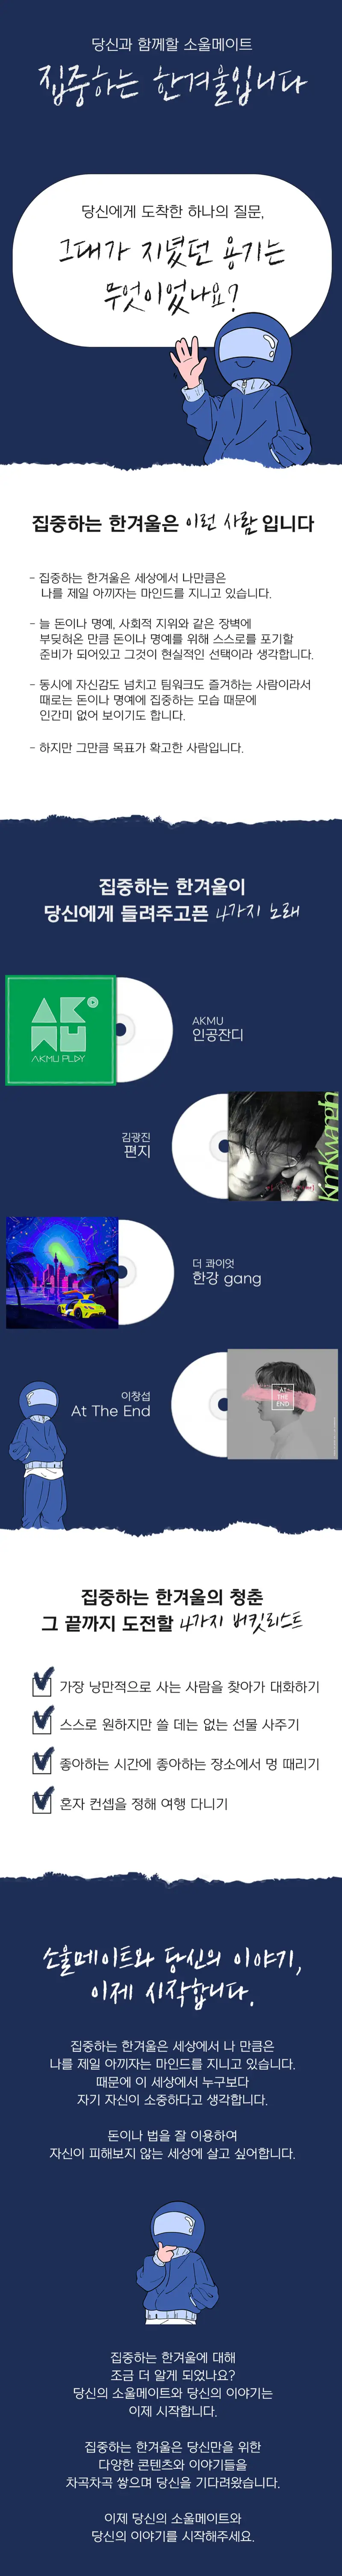 당신과 함께할 소울메이트
집중하는 한겨울입니다
당신에게 도착한 하나의 질문,
그대가 지녔던 용기는
무엇이었나요?
집중하는 한겨울은 이런 사람 입니다
- 집중하는 한겨울은 세상에서 나만큼은
나를 제일 아끼자는 마인드를 지니고 있습니다.
- 늘 돈이나 명예, 사회적 지위와 같은 장벽에
부딪혀온 만큼 돈이나 명예를 위해 스스로를 포기할
준비가 되어있고 그것이 현실적인 선택이라 생각합니다.
- 동시에 자신감도 넘치고 팀워크도 즐겨하는 사람이라서
때로는 돈이나 명예에 집중하는 모습 때문에
인간미 없어 보이기도 합니다.
- 하지만 그만큼 목표가 확고한 사람입니다.
집중하는 한겨울이
당신에게 들려주고픈 4가지 노래
AKMU PLAY
AKMU
인공잔디
김광진
편지
kimkwangjin
더 콰이엇
한강 gang
이창섭
At The End
AT
THE
END
집중하는 한겨울의 청춘
그 끝까지 도전할 4가지 버킷리스트
가장 낭만적으로 사는 사람을 찾아가 대화하기
스스로 원하지만 쓸 데는 없는 선물 사주기
좋아하는 시간에 좋아하는 장소에서 멍 때리기
혼자 컨셉을 정해 여행 다니기
소울메이트와 당신의 이야기,
이제 시작합니다.
집중하는 한겨울은 세상에서 나 만큼은
나를 제일 아끼자는 마인드를 지니고 있습니다.
때문에 이 세상에서 누구보다
자기 자신이 소중하다고 생각합니다.
돈이나 법을 잘 이용하여
자신이 피해보지 않는 세상에 살고 싶어합니다.
집중하는 한겨울에 대해
조금 더 알게 되었나요?
당신의 소울메이트와 당신의 이야기는
이제 시작합니다.
집중하는 한겨울은 당신만을 위한
다양한 콘텐츠와 이야기들을
차곡차곡 쌓으며 당신을 기다려왔습니다.
이제 당신의 소울메이트와
당신의 이야기를 시작해주세요.